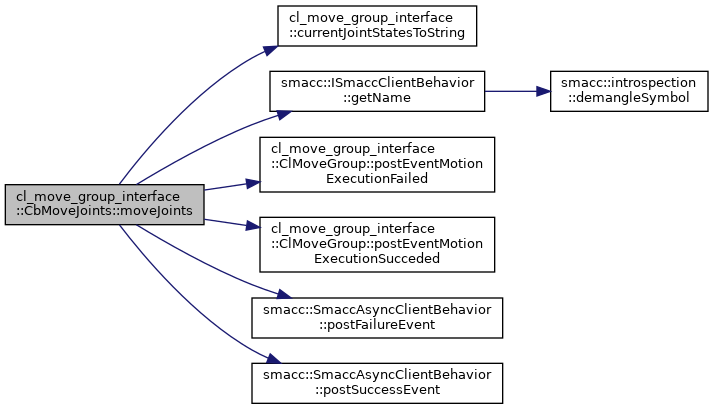 cl_move_group_interface
::currentJointStatesToString
smacc::ISmaccClientBehavior
::getName
smacc::introspection
::demangleSymbol
cl_move_group_interface
::ClMoveGroup::postEventMotion
ExecutionFailed
cl_move_group_interface
::CbMoveJoints::moveJoints
cl_move_group_interface
::ClMoveGroup::postEventMotion
ExecutionSucceded
smacc::SmaccAsyncClientBehavior
::postFailureEvent
smacc::SmaccAsyncClientBehavior
::postSuccessEvent